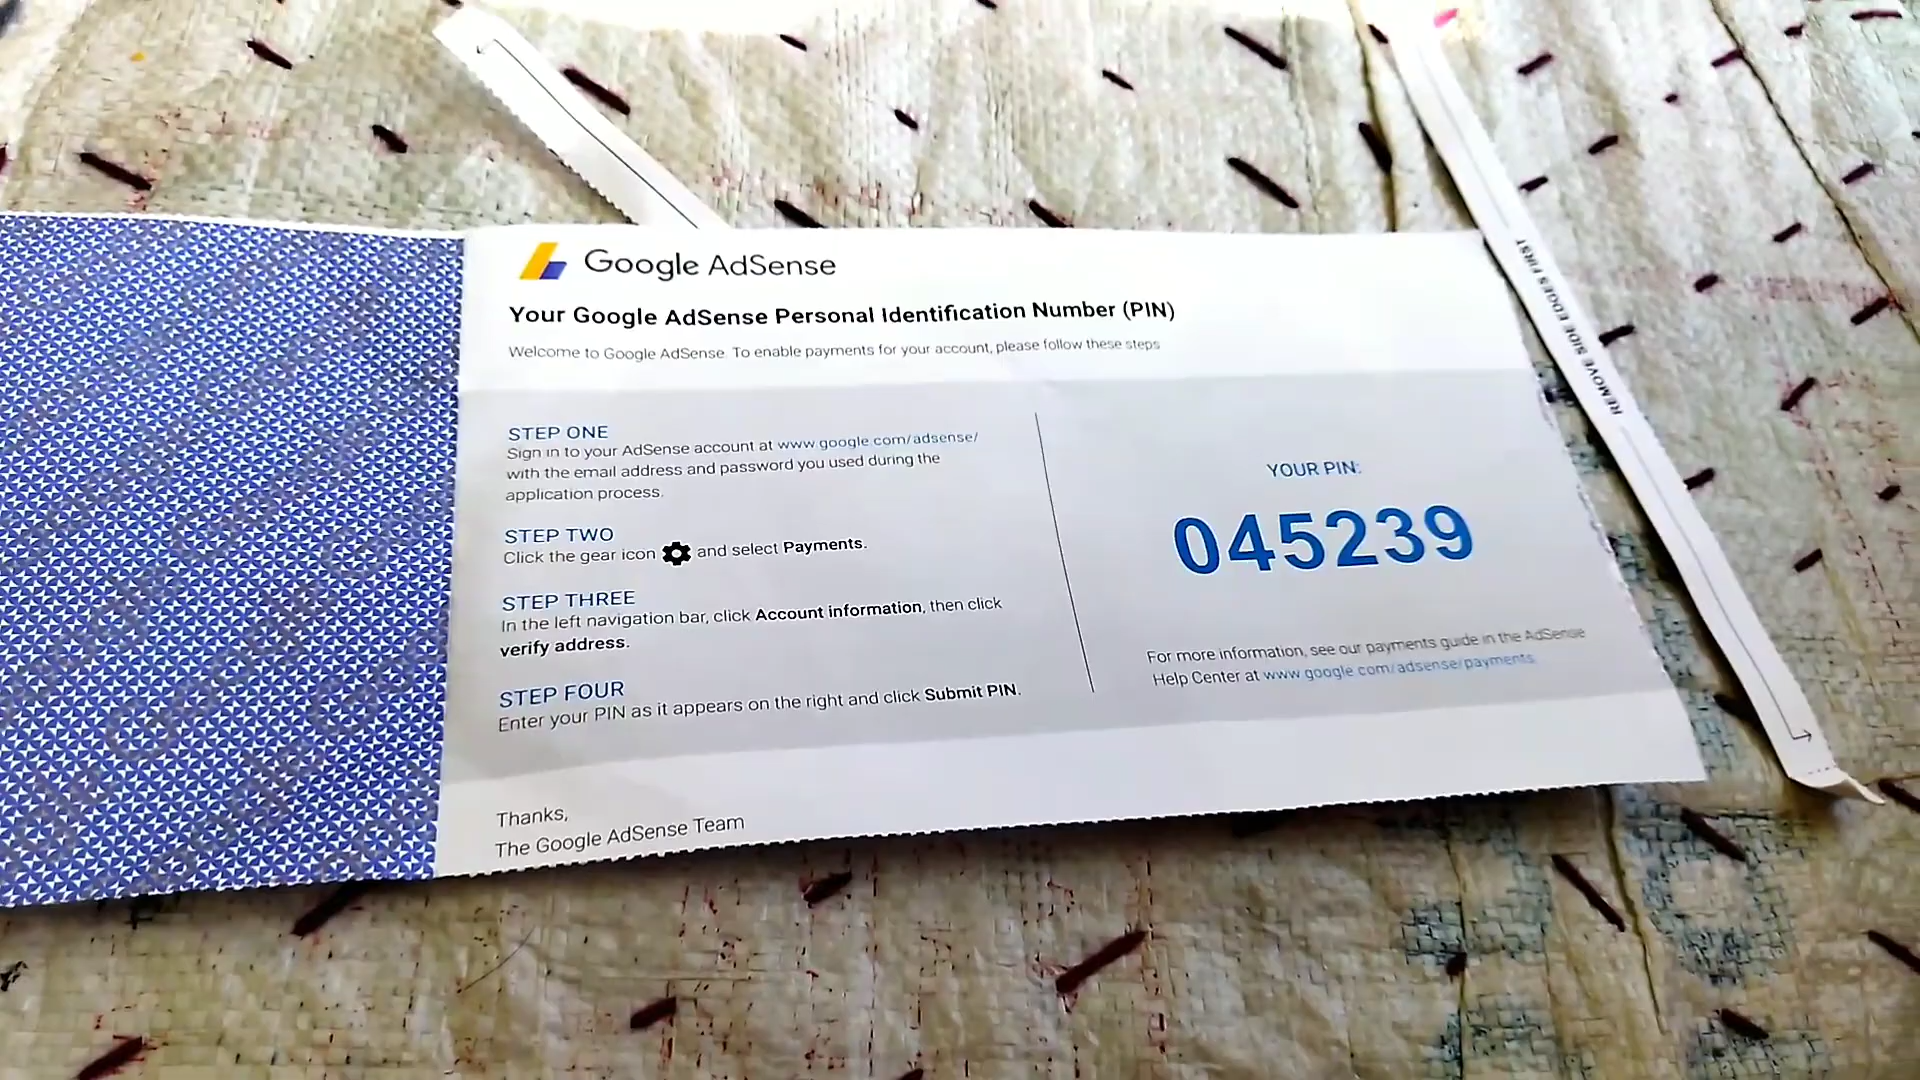 Google AdSense
Your Google AdSense Personal Identification Number (PIN)
Welcome to Google AdSense. To enable payments for your account, please follow these steps
STEP ONE
Sign in to your AdSense account at www.google.com/adsense/
with the email address and password you used during the
application process.
STEP TWO
Click the gear icon and select Payments.
STEP THREE
In the left navigation bar, click Account information, then click
verify address.
STEP FOUR
Enter your PIN as it appears on the right and click Submit PIN.
YOUR PIN:
045239
For more information, see our payments guide in the AdSense
Help Center at www.google.com/adsense/payments
Thanks,
The Google AdSense Team
REMOVE SIDE EDGES FIRST